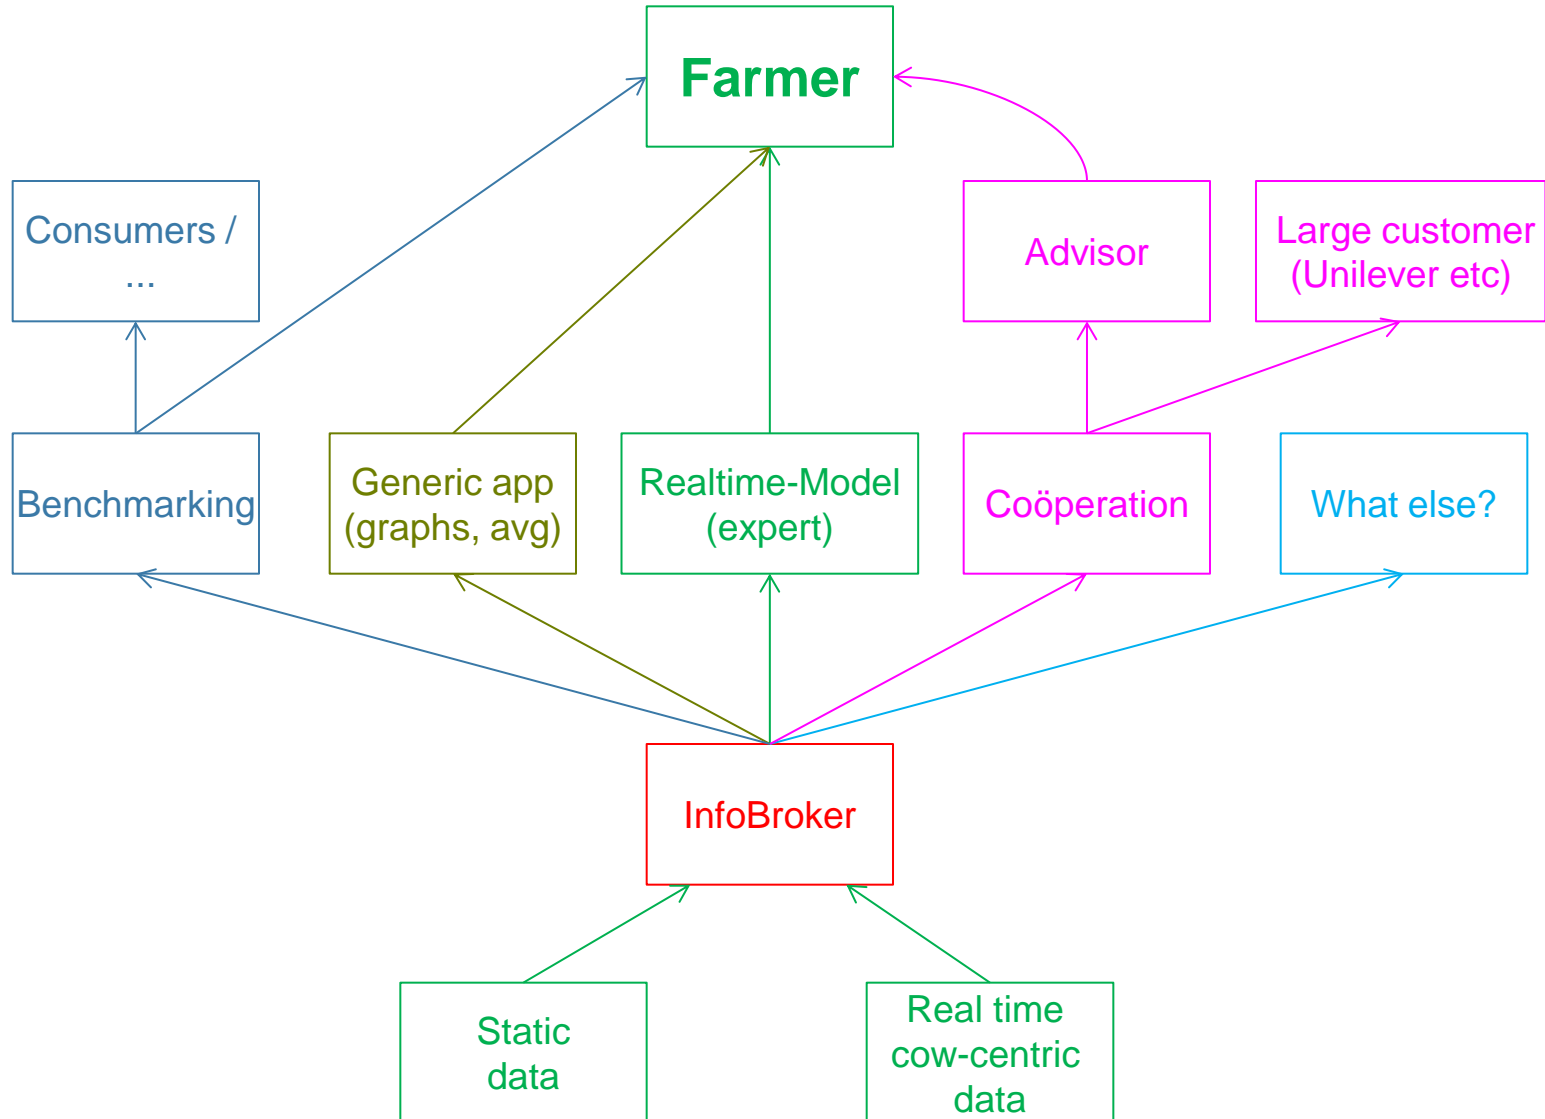 Farmer
Consumers /
...
Advisor
Large customer
(Unilever etc)
Benchmarking
Generic app
(graphs, avg)
Realtime-Model
(expert)
Coöperation
What else?
InfoBroker
Static
data
Real time
cow-centric
data